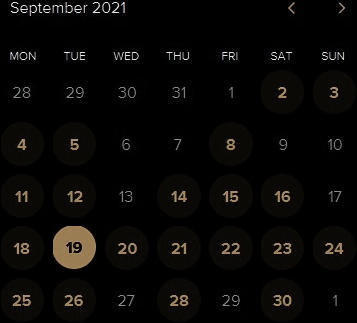 September 2021 < >
MON TUE WED THU FRI SAT SUN
28 29 30 31 1 2 3
4 5 6 7 8 9 10
11 12 13 14 15 16 17
18 19 20 21 22 23 24
25 26 27 28 29 30 1